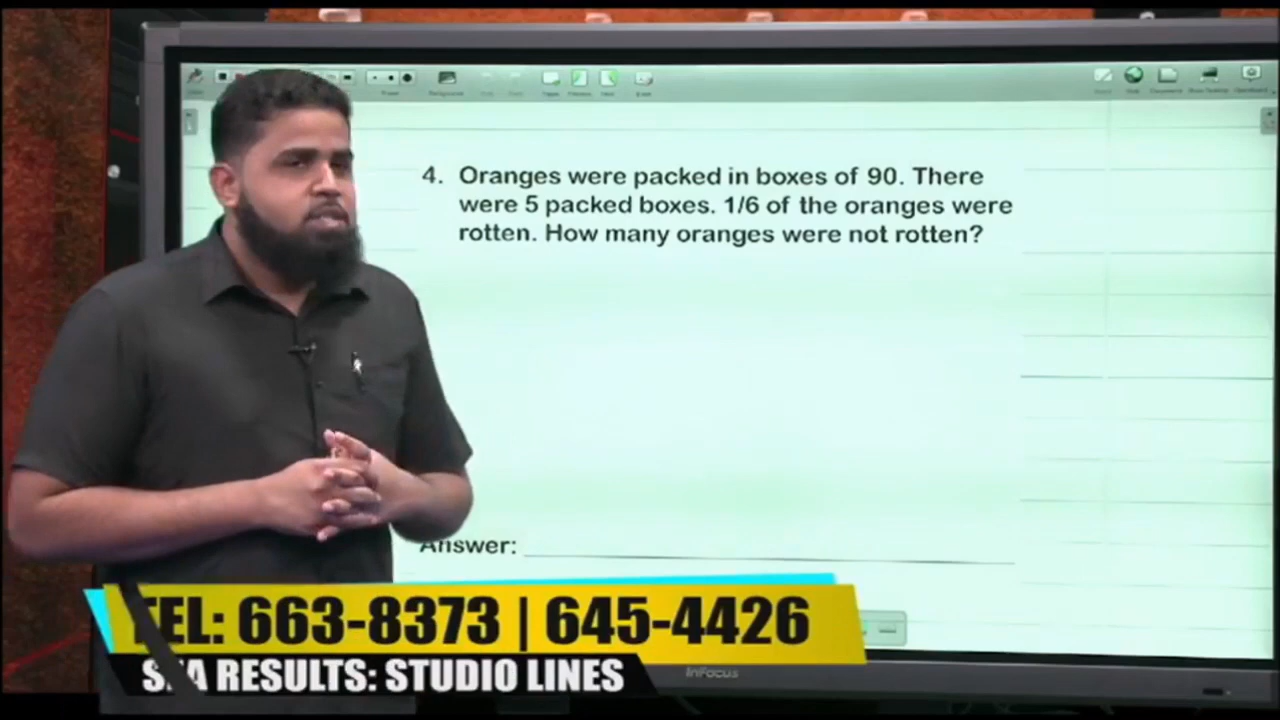 4. Oranges were packed in boxes of 90. There
were 5 packed boxes. 1/6 of the oranges were
rotten. How many oranges were not rotten?
Answer:
TEL: 663-8373 | 645-4426
RESULTS: STUDIO LINES
InFocus